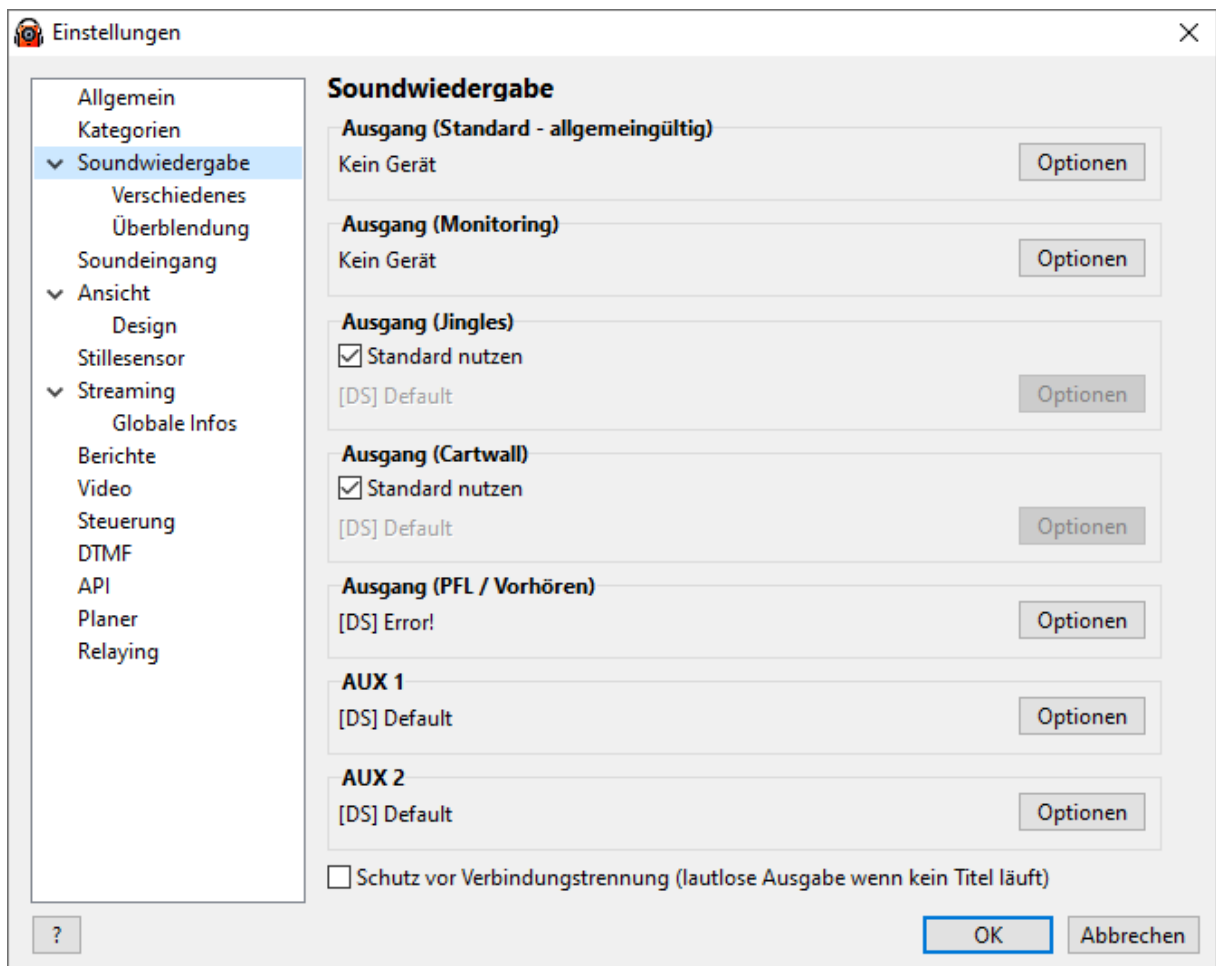 Einstellungen
Allgemein
Kategorien
Soundwiedergabe
Verschiedenes
Überblendung
Soundeingang
Ansicht
Design
Stillesensor
Streaming
Globale Infos
Berichte
Video
Steuerung
DTMF
API
Planer
Relaying
Soundwiedergabe
Ausgang (Standard - allgemeingültig)
Kein Gerät Optionen
Ausgang (Monitoring)
Kein Gerät Optionen
Ausgang (Jingles)
Standard nutzen
[DS] Default Optionen
Ausgang (Cartwall)
Standard nutzen
[DS] Default Optionen
Ausgang (PFL / Vorhören)
[DS] Error! Optionen
AUX 1
[DS] Default Optionen
AUX 2
[DS] Default Optionen
Schutz vor Verbindungstrennung (lautlose Ausgabe wenn kein Titel läuft)
? OK Abbrechen